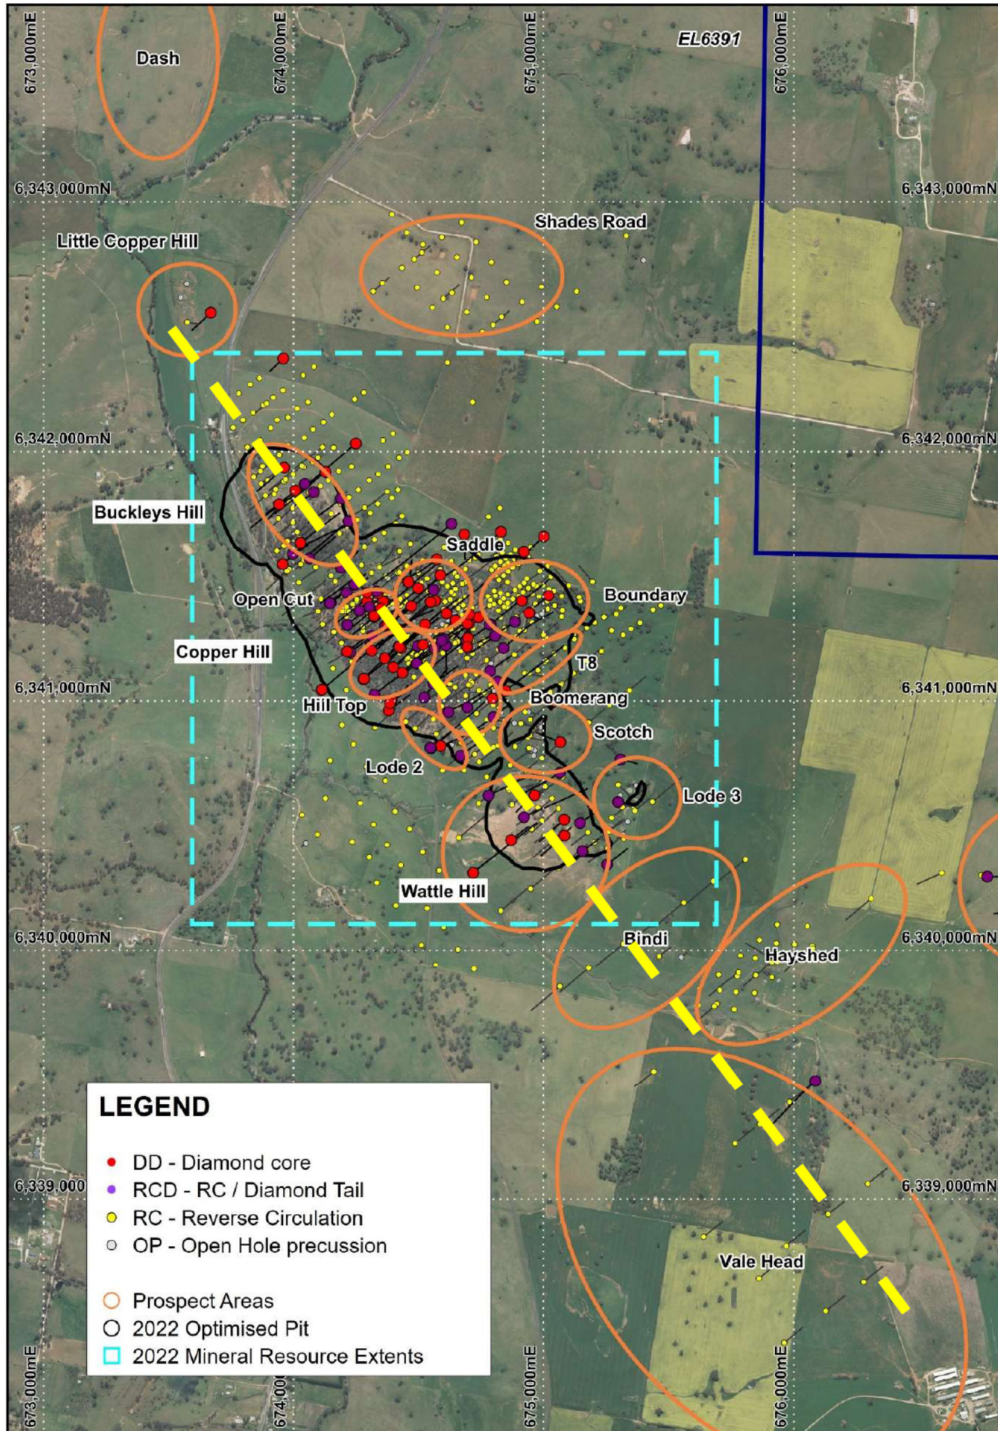 673,000mE
674,000mE
675,000mE
676,000mE
EL6391
Dash
6,343,000mN
6,343,000mN
Shades Road
Little Copper Hill
6,342,000mN
6,342,000mN
Buckleys Hill
Saddle
Open Cut
Boundary
Copper Hill
T8
6,341,000mN
6,341,000mN
Hill Top
Boomerang
Scotch
Lode 2
Lode 3
Wattle Hill
6,340,000mN
6,340,000mN
Bindi
Hayshed
LEGEND
DD - Diamond core
RCD - RC / Diamond Tail
RC - Reverse Circulation
OP - Open Hole precussion
Prospect Areas
2022 Optimised Pit
2022 Mineral Resource Extents
6,339,000mN
6,339,000mN
Vale Head
673,000mE
674,000mE
675,000mE
676,000mE